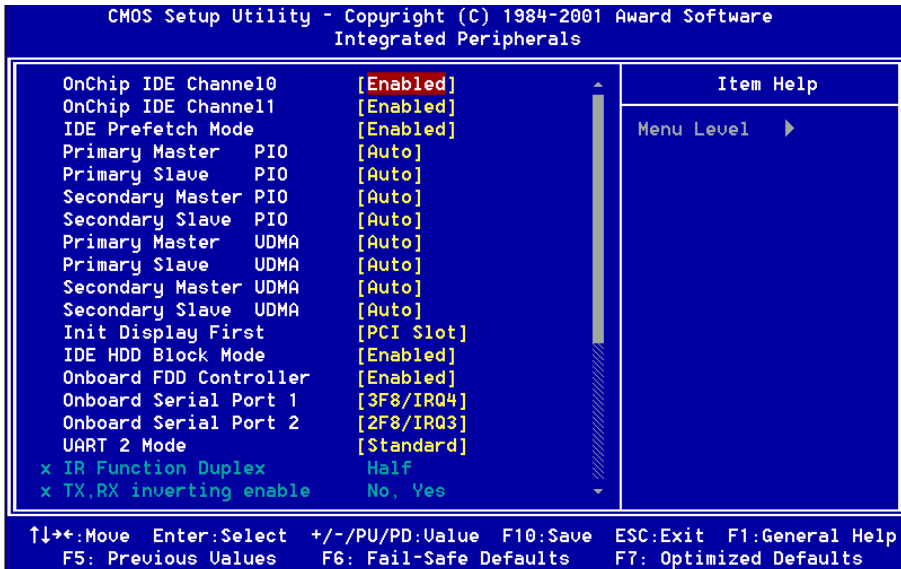 CMOS Setup Utility - Copyright (C) 1984-2001 Award Software
Integrated Peripherals
OnChip IDE Channel0 [Enabled]
OnChip IDE Channel1 [Enabled]
IDE Prefetch Mode [Enabled]
Primary Master PIO [Auto]
Primary Slave PIO [Auto]
Secondary Master PIO [Auto]
Secondary Slave PIO [Auto]
Primary Master UDMA [Auto]
Primary Slave UDMA [Auto]
Secondary Master UDMA [Auto]
Secondary Slave UDMA [Auto]
Init Display First [PCI Slot]
IDE HDD Block Mode [Enabled]
Onboard FDD Controller [Enabled]
Onboard Serial Port 1 [3F8/IRQ4]
Onboard Serial Port 2 [2F8/IRQ3]
UART 2 Mode [Standard]
x IR Function Duplex Half
x TX,RX inverting enable No, Yes
Item Help
Menu Level ▶
↑↓→←:Move Enter:Select +/-/PU/PD:Value F10:Save ESC:Exit F1:General Help
F5: Previous Values F6: Fail-Safe Defaults F7: Optimized Defaults